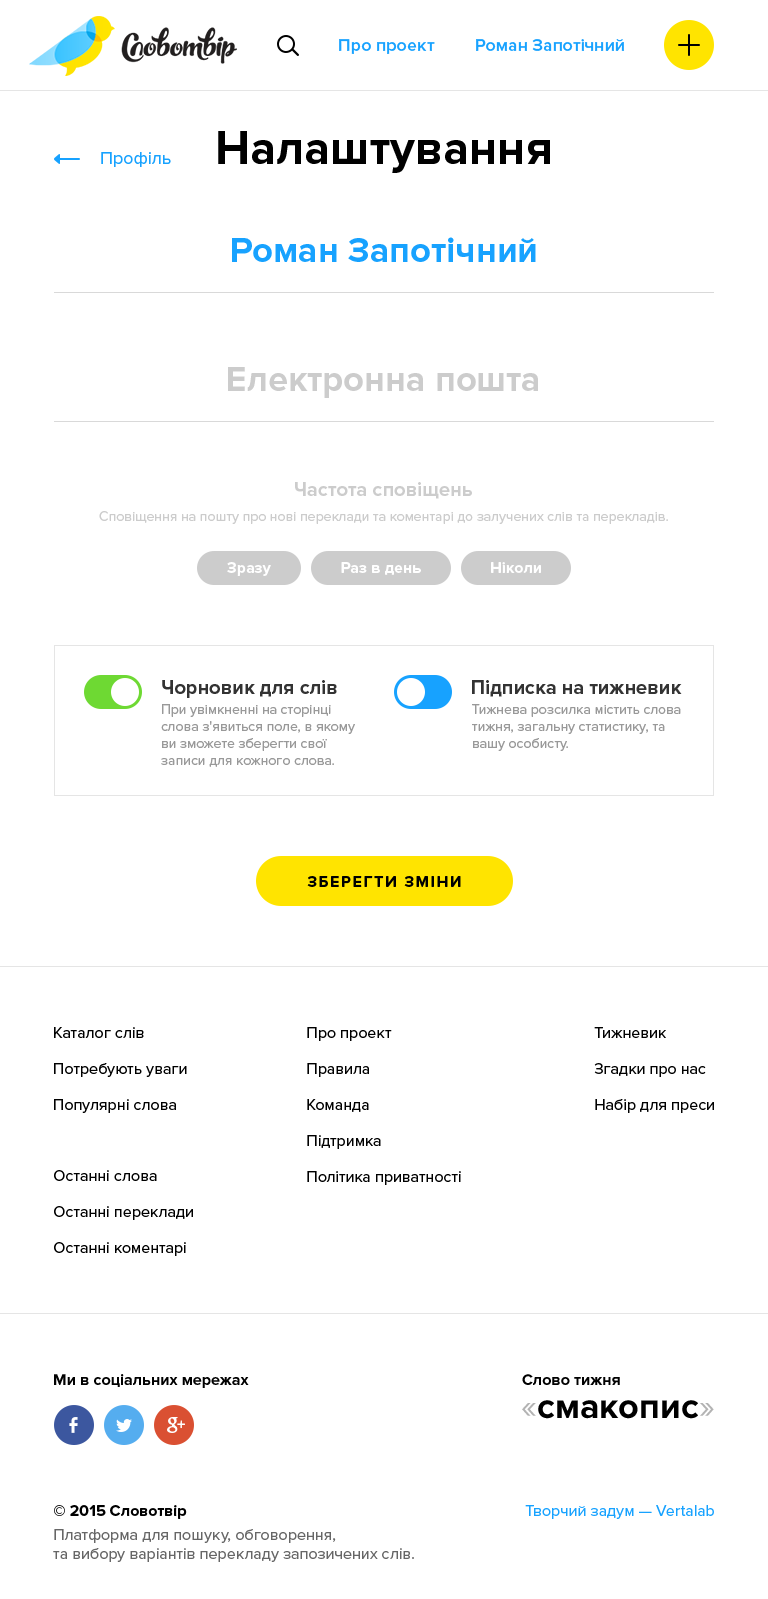 Словотвір
Про проект
Роман Запотічний
Профіль
Налаштування
Роман Запотічний
Електронна пошта
Частота сповіщень
Сповіщення на пошту про нові переклади та коментарі до залучених слів та перекладів.
Зразу
Раз в день
Ніколи
Чорновик для слів
При увімкненні на сторінці
слова з'явиться поле, в якому
ви зможете зберегти свої
записи для кожного слова.
Підписка на тижневик
Тижнева розсилка містить слова
тижня, загальну статистику, та
вашу особисту.
ЗБЕРЕГТИ ЗМІНИ
Каталог слів
Потребують уваги
Популярні слова
Останні слова
Останні переклади
Останні коментарі
Про проект
Правила
Команда
Підтримка
Політика приватності
Тижневик
Згадки про нас
Набір для преси
Ми в соціальних мережах
Слово тижня
«смакопис»
© 2015 Словотвір
Платформа для пошуку, обговорення,
та вибору варіантів перекладу запозичених слів.
Творчий задум — Vertalab